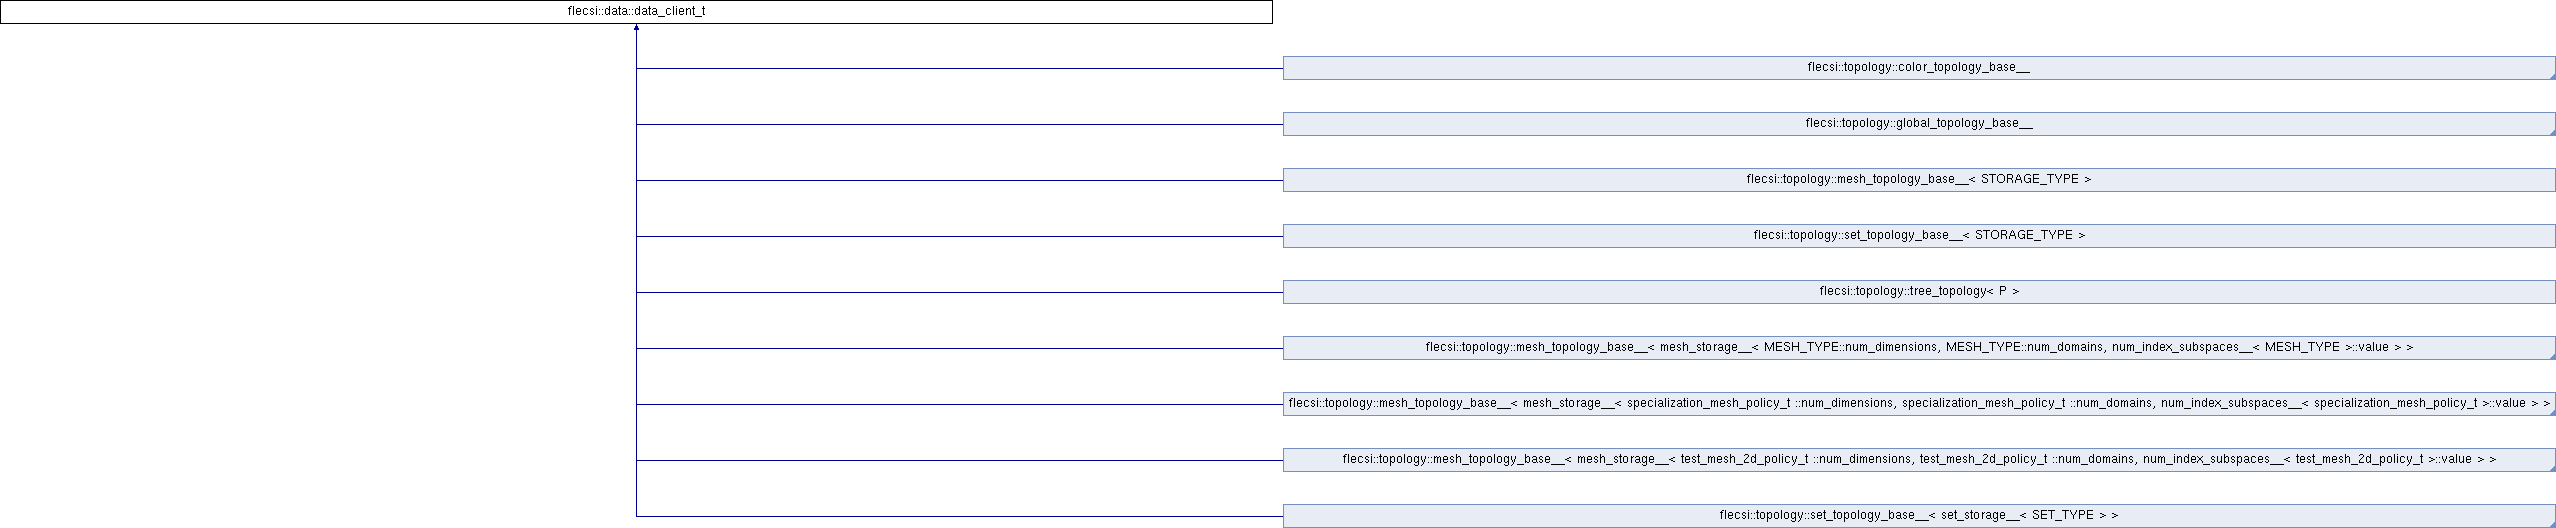 flecsi::data::data_client_t
flecsi::topology::color_topology_base__
flecsi::topology::global_topology_base__
flecsi::topology::mesh_topology_base__< STORAGE_TYPE >
flecsi::topology::set_topology_base__< STORAGE_TYPE >
flecsi::topology::tree_topology< P >
flecsi::topology::mesh_topology_base__< mesh_storage__< MESH_TYPE::num_dimensions, MESH_TYPE::num_domains, num_index_subspaces__< MESH_TYPE >::value > >
flecsi::topology::mesh_topology_base__< mesh_storage__< specialization_mesh_policy_t ::num_dimensions, specialization_mesh_policy_t ::num_domains, num_index_subspaces__< specialization_mesh_policy_t >::value > >
flecsi::topology::mesh_topology_base__< mesh_storage__< test_mesh_2d_policy_t ::num_dimensions, test_mesh_2d_policy_t ::num_domains, num_index_subspaces__< test_mesh_2d_policy_t >::value > >
flecsi::topology::set_topology_base__< set_storage__< SET_TYPE > >